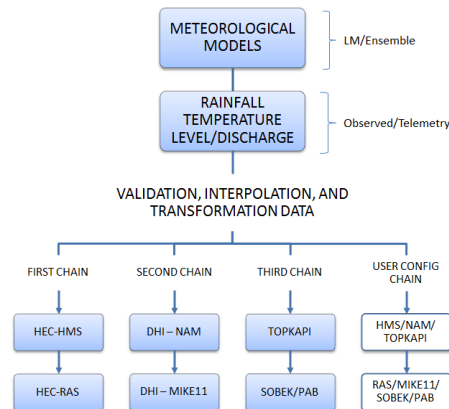 METEOROLOGICAL
MODELS
LM/Ensemble
RAINFALL
TEMPERATURE
LEVEL/DISCHARGE
Observed/Telemetry
VALIDATION, INTERPOLATION, AND
TRANSFORMATION DATA
FIRST CHAIN
SECOND CHAIN
THIRD CHAIN
USER CONFIG
CHAIN
HEC-HMS
DHI – NAM
TOPKAPI
HMS/NAM/
TOPKAPI
HEC-RAS
DHI – MIKE11
SOBEK/PAB
RAS/MIKE11/
SOBEK/PAB